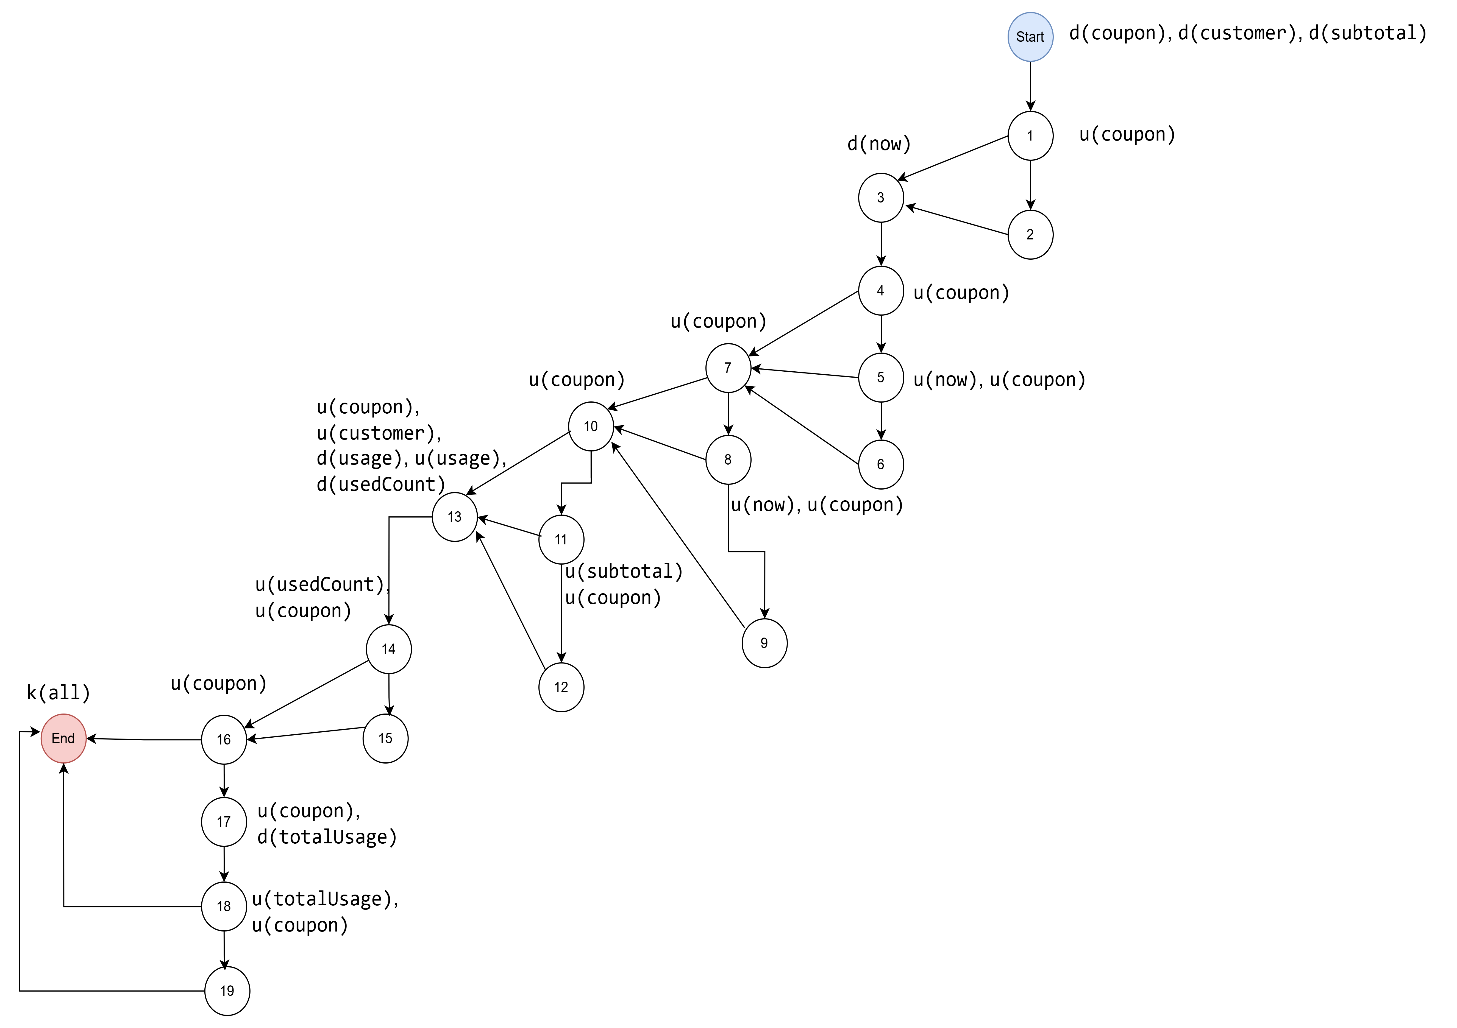 Start
d(coupon), d(customer), d(subtotal)
1
u(coupon)
d(now)
3
2
4
u(coupon)
u(coupon)
7
5
u(now), u(coupon)
u(coupon)
10
8
6
u(now), u(coupon)
u(coupon),
u(customer),
d(usage), u(usage),
d(usedCount)
13
11
u(subtotal)
u(coupon)
9
12
u(usedCount),
u(coupon)
14
u(coupon)
15
16
k(all)
End
17
u(coupon),
d(totalUsage)
18
u(totalUsage),
u(coupon)
19